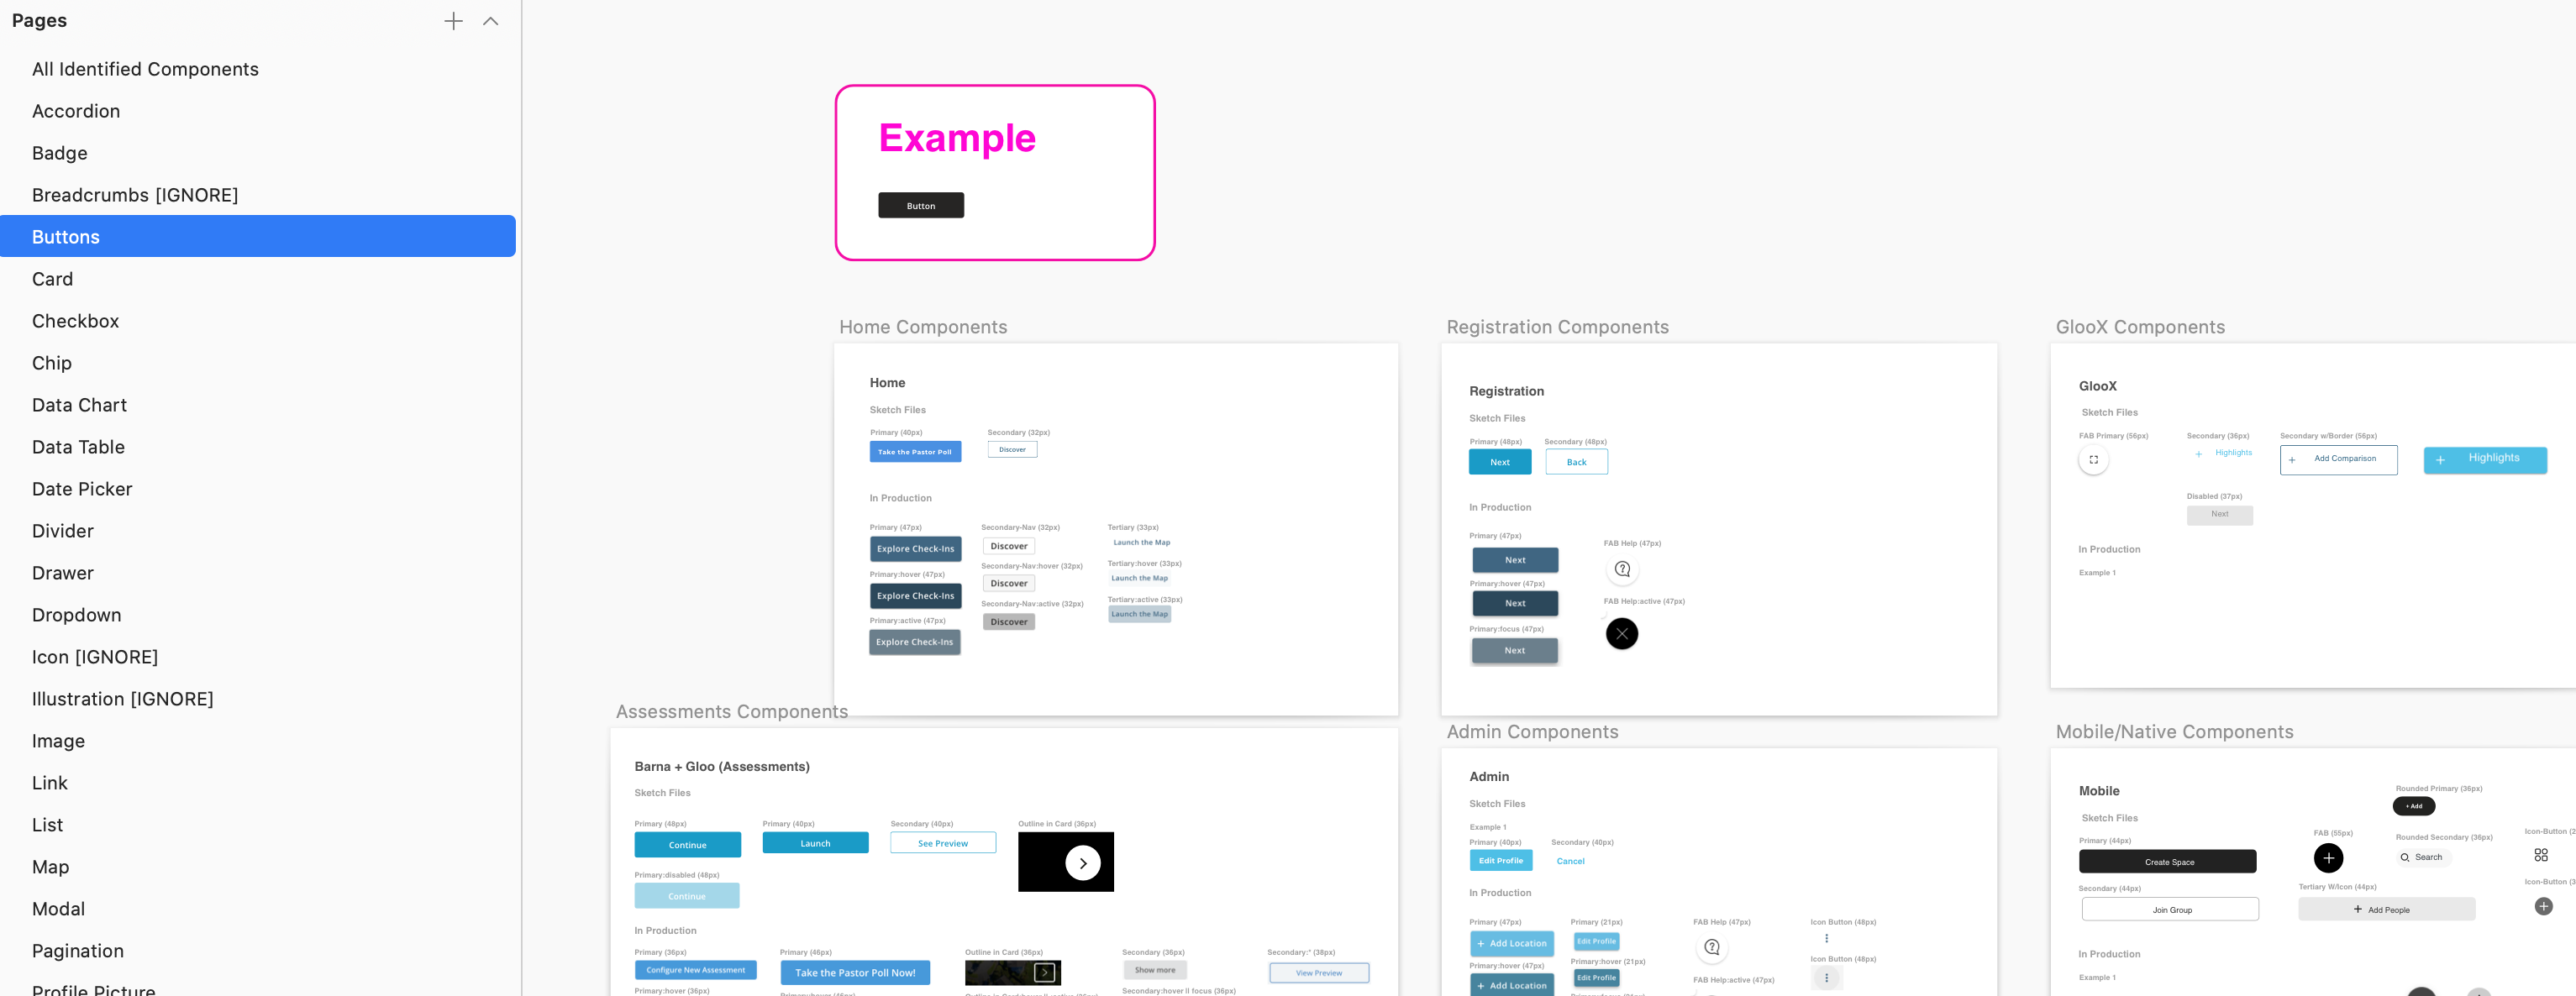 Pages
All Identified Components
Accordion
Badge
Breadcrumbs [IGNORE]
Buttons
Card
Checkbox
Chip
Data Chart
Data Table
Date Picker
Divider
Drawer
Dropdown
Icon [IGNORE]
Illustration [IGNORE]
Image
Link
List
Map
Modal
Pagination
Profile Picture
Example
Button
Home Components
Home
Sketch Files
Primary (40px) Secondary (32px)
Take the Pastor Poll Discover
In Production
Primary (47px) Secondary-Nav (32px) Tertiary (33px)
Explore Check-Ins Discover Launch the Map
Primary:hover (47px) Secondary-Nav:hover (32px) Tertiary:hover (33px)
Explore Check-Ins Discover Launch the Map
Primary:active (47px) Secondary-Nav:active (32px) Tertiary:active (33px)
Explore Check-Ins Discover Launch the Map
Registration Components
Registration
Sketch Files
Primary (48px) Secondary (48px)
Next Back
In Production
Primary (47px) FAB Help (47px)
Next
Primary:hover (47px) FAB Help:active (47px)
Next
Primary:focus (47px)
Next
GlooX Components
GlooX
Sketch Files
FAB Primary (56px) Secondary (36px) Secondary w/Border (56px)
+ Highlights + Add Comparison + Highlights
Disabled (37px)
Next
In Production
Example 1
Assessments Components
Barna + Gloo (Assessments)
Sketch Files
Primary (48px) Primary (40px) Secondary (40px) Outline in Card (36px)
Continue Launch See Preview
Primary:disabled (48px)
Continue
In Production
Primary (36px) Primary (46px) Outline in Card (36px) Secondary (36px) Secondary:* (38px)
Configure New Assessment Take the Pastor Poll Now! Show more View Preview
Primary:hover (36px) Secondary:hover II focus (36px)
Admin Components
Admin
Sketch Files
Example 1
Primary (40px) Secondary (40px)
Edit Profile Cancel
In Production
Primary (47px) Primary (21px) FAB Help (47px) Icon Button (48px)
+ Add Location Edit Profile
Primary:hover (47px) Primary:hover (21px) Icon Button (48px)
+ Add Location Edit Profile FAB Help:active (47px)
Mobile/Native Components
Mobile
Rounded Primary (36px)
+ Add
Sketch Files
Primary (44px) FAB (55px) Rounded Secondary (36px) Icon-Button (2
Create Space + Search
Secondary (44px) Tertiary W/Icon (44px) Icon-Button (3
Join Group + Add People +
In Production
Example 1